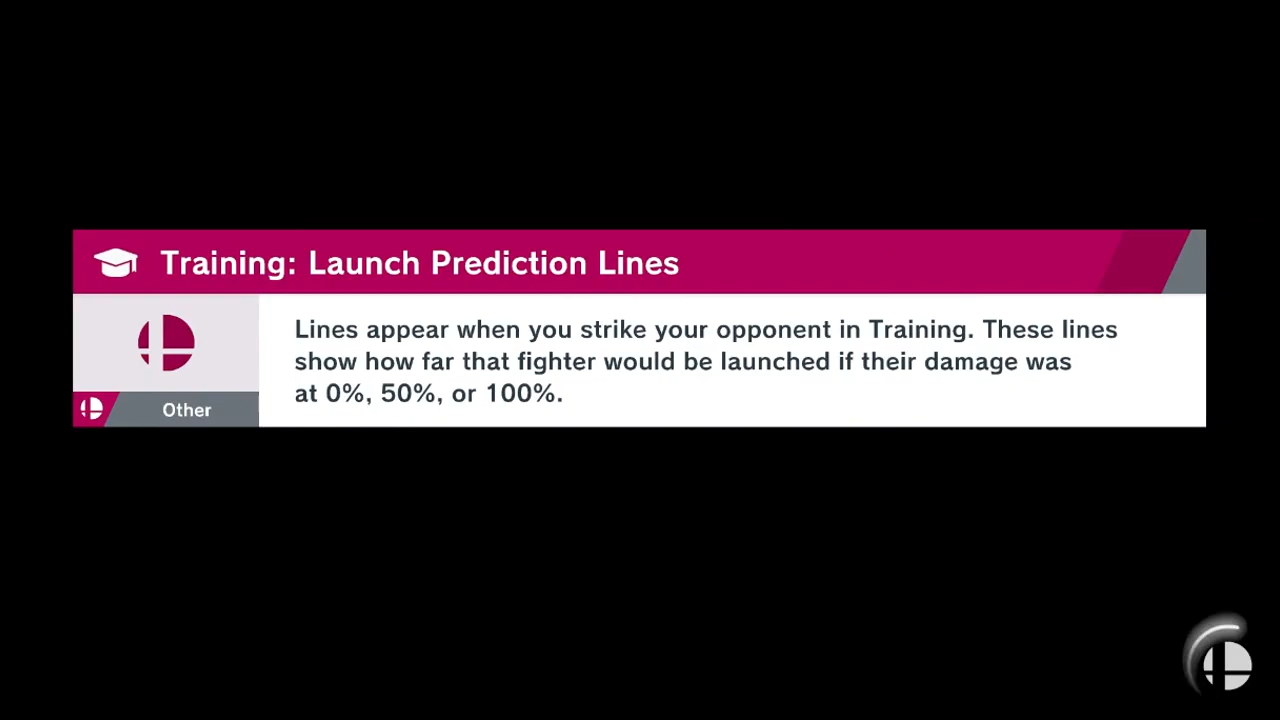 Training: Launch Prediction Lines
Lines appear when you strike your opponent in Training. These lines
show how far that fighter would be launched if their damage was
at 0%, 50%, or 100%.
Other